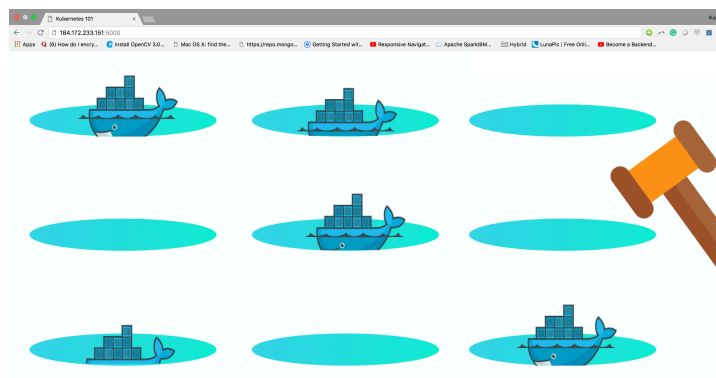 Kubernetes 101
Ku
184.172.233.151:5000
Apps (6) How do I encry... Install OpenCV 3.0... Mac OS X: find the... https://repo.mongo... Getting Started wit... Responsive Navigat... Apache SparkIBM... Hybrid LunaPic | Free Onli... Become a Backend...